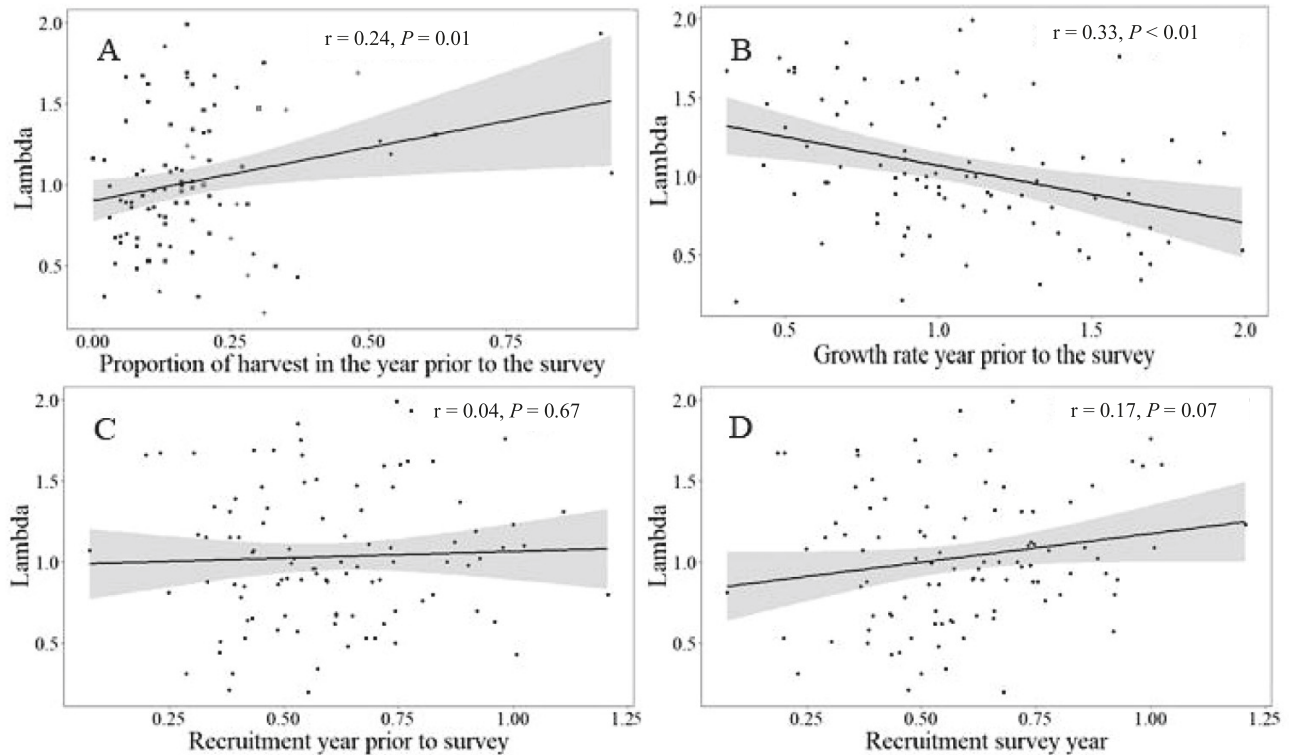 A
r = 0.24, P = 0.01
2.0
1.5
1.0
0.5
Lambda
0.00 0.25 0.50 0.75
Proportion of harvest in the year prior to the survey
B
r = 0.33, P < 0.01
2.0
1.5
1.0
0.5
Lambda
0.5 1.0 1.5 2.0
Growth rate year prior to the survey
C
r = 0.04, P = 0.67
2.0
1.5
1.0
0.5
Lambda
0.25 0.50 0.75 1.00 1.25
Recruitment year prior to survey
D
r = 0.17, P = 0.07
2.0
1.5
1.0
0.5
Lambda
0.25 0.50 0.75 1.00 1.25
Recruitment survey year